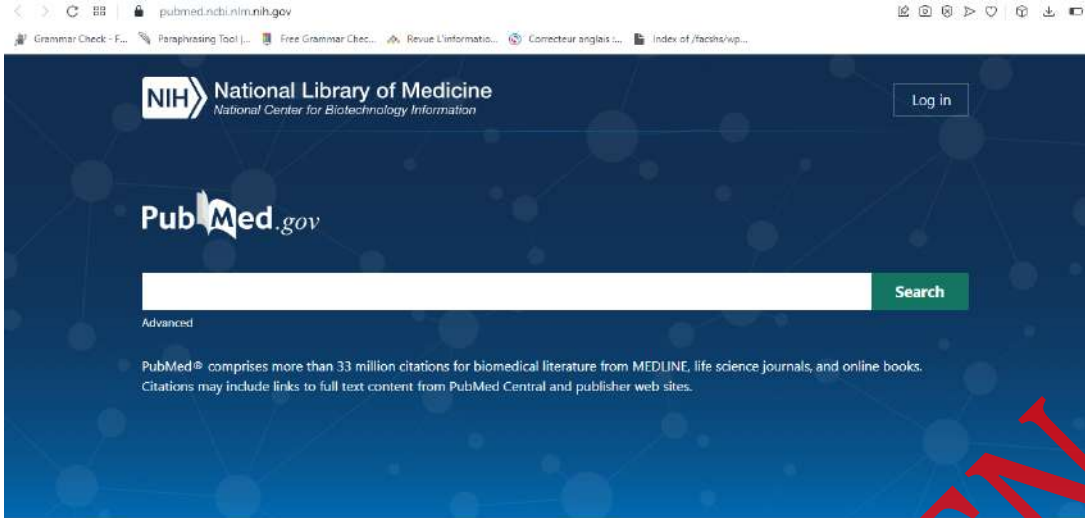 pubmed.ncbi.nlm.nih.gov
Grammar Check - F... Paraphrasing Tool |... Free Grammar Chec... Revue L'informatio... Correcteur anglais :... Index of /facshs/wp...
NIH National Library of Medicine
National Center for Biotechnology Information
Log in
PubMed.gov
Search
Advanced
PubMed® comprises more than 33 million citations for biomedical literature from MEDLINE, life science journals, and online books.
Citations may include links to full text content from PubMed Central and publisher web sites.